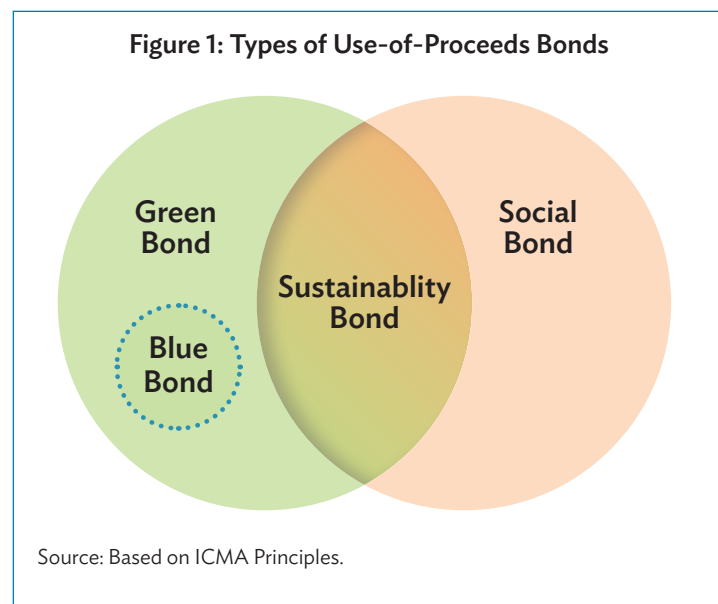 Figure 1: Types of Use-of-Proceeds Bonds
Green
Bond
Social
Bond
Sustainablity
Bond
Blue
Bond
Source: Based on ICMA Principles.